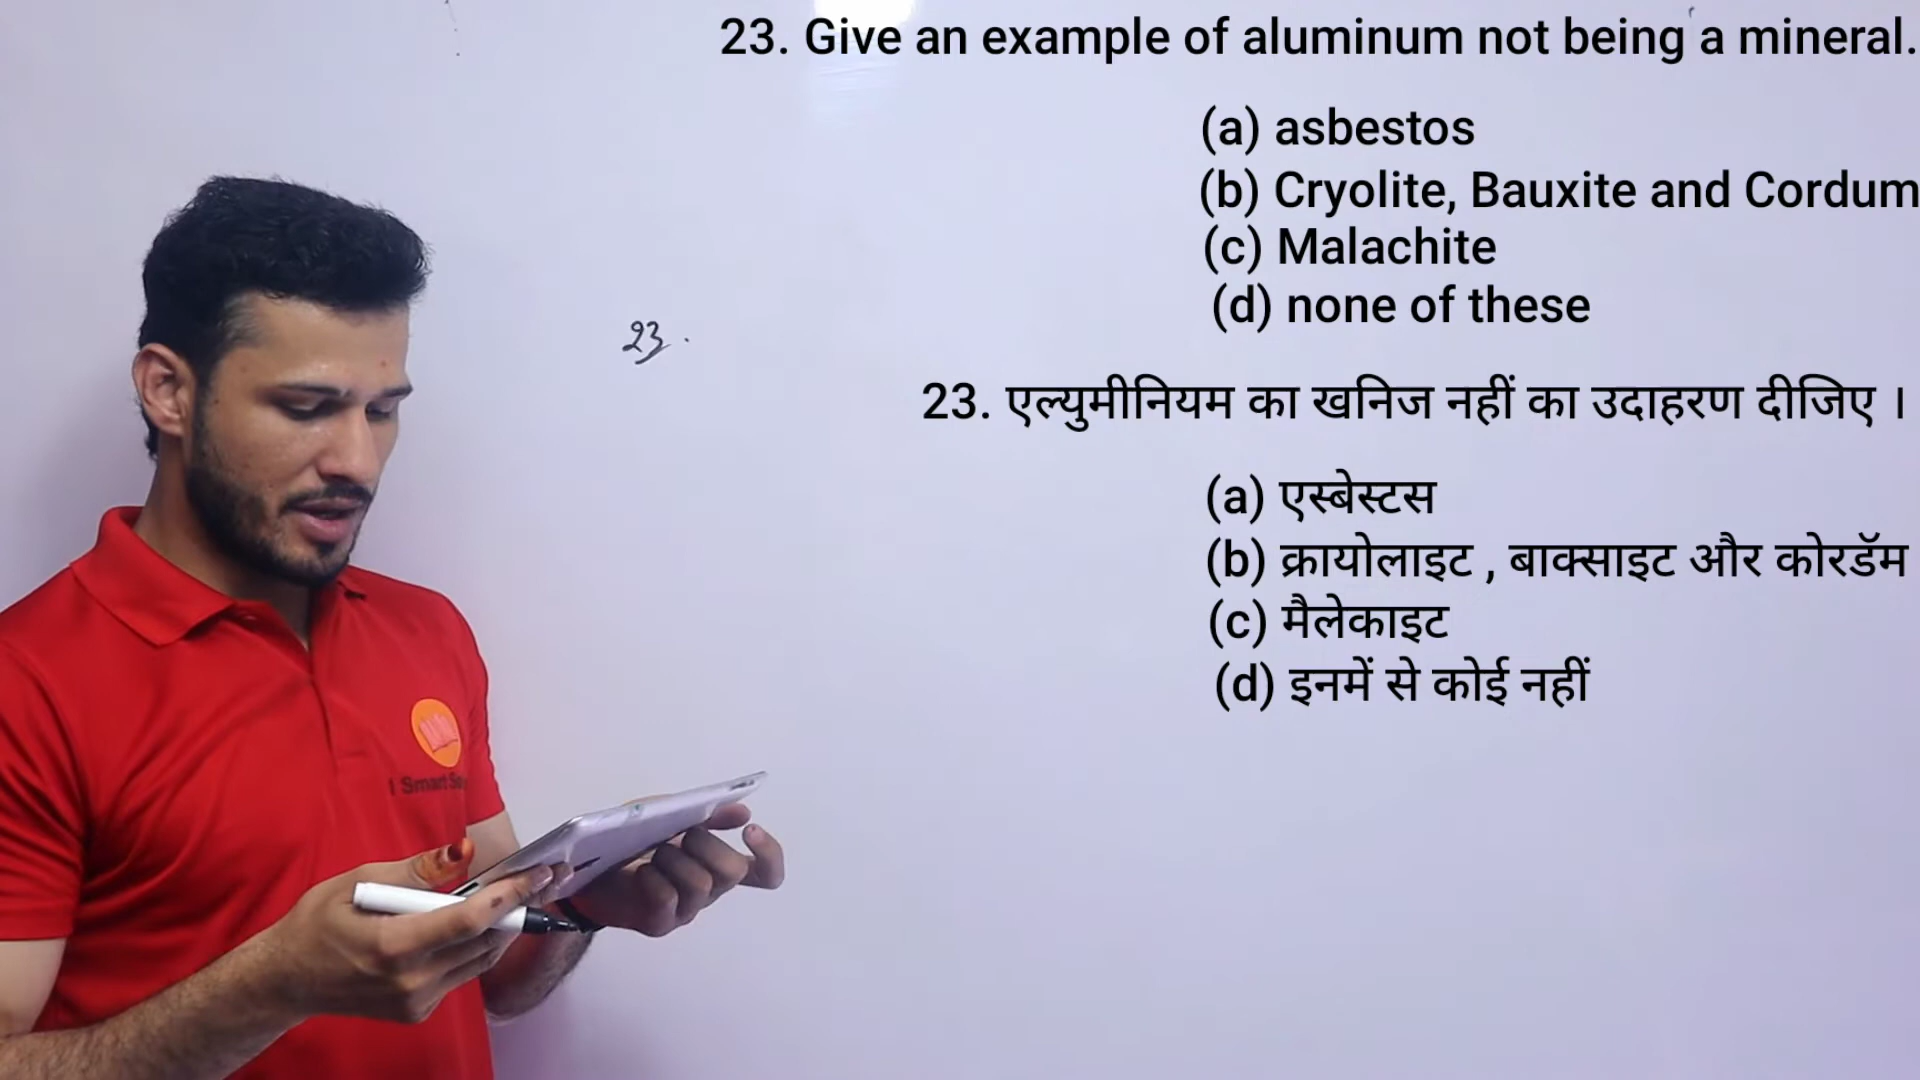 23. Give an example of aluminum not being a mineral.
(a) asbestos
(b) Cryolite, Bauxite and Cordum
(c) Malachite
(d) none of these
23.
23. एल्युमीनियम का खनिज नहीं का उदाहरण दीजिए ।
(a) एस्बेस्टस
(b) क्रायोलाइट , बाक्साइट और कोरडॅम
(c) मैलेकाइट
(d) इनमें से कोई नहीं
Smart